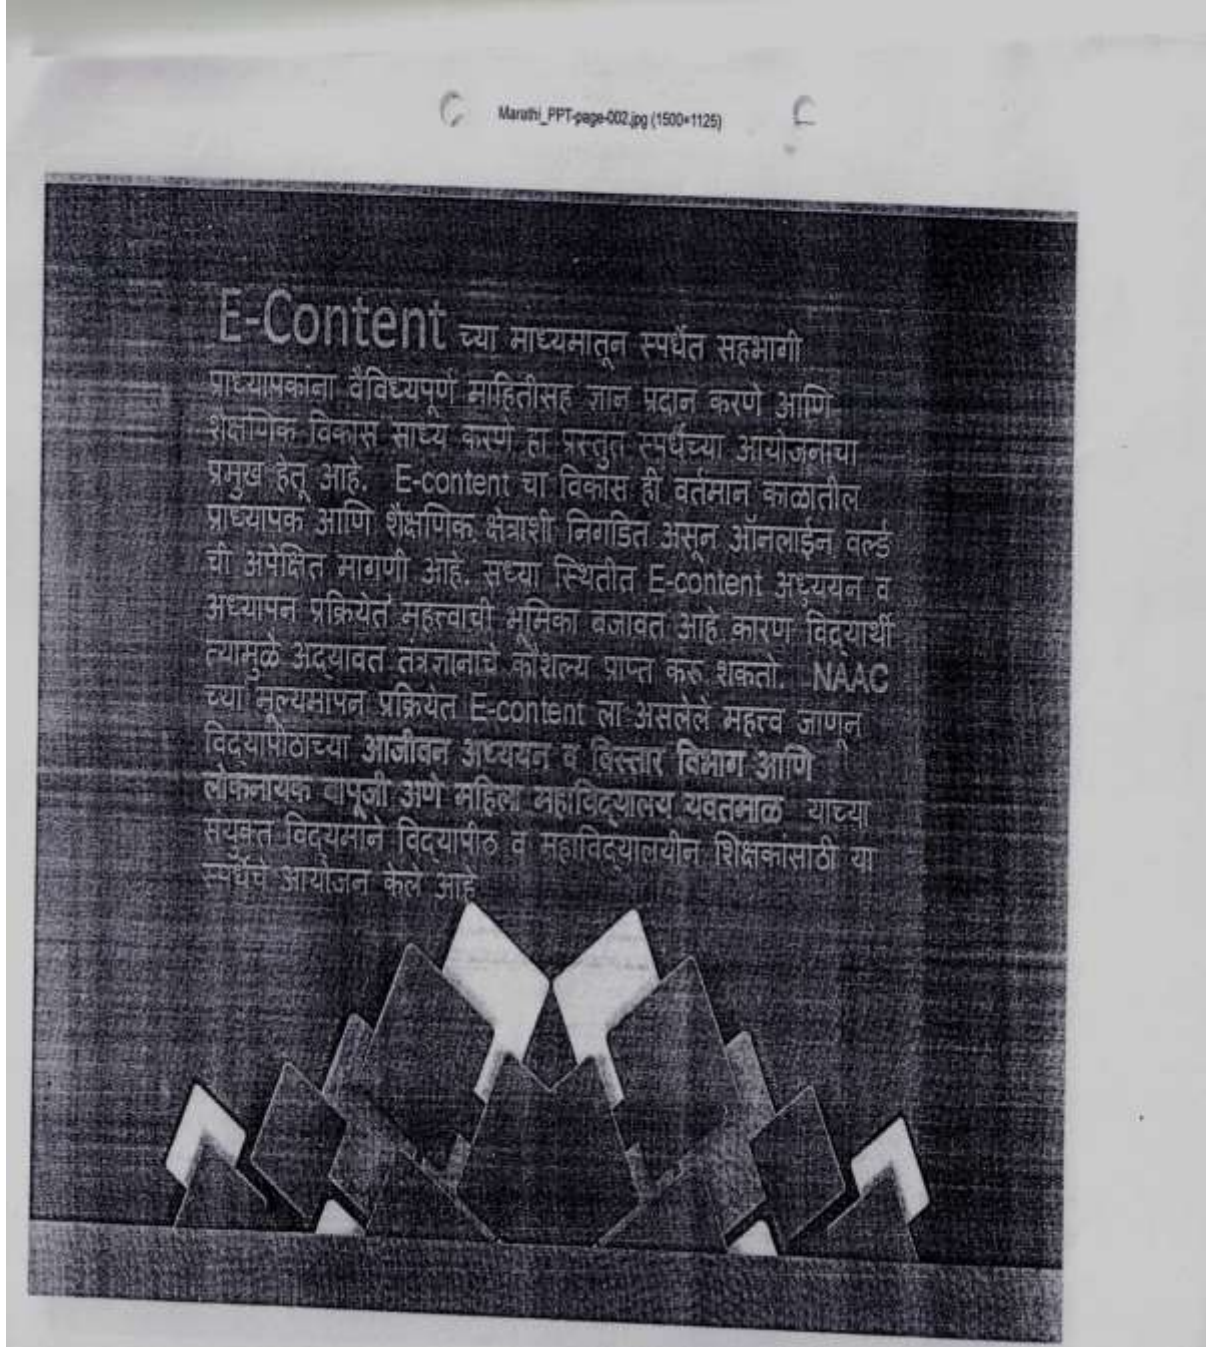 Marathi_PPT-page-002.jpg (1500×1125)
E-Content च्या माध्यमातून स्पर्धेत सहभागी
प्राध्यापकांना वैविध्यपूर्ण माहितीसह ज्ञान प्रदान करणे आणि
शैक्षणिक विकास साध्य करणे हा प्रस्तुत स्पर्धेच्या आयोजनाचा
प्रमुख हेतू आहे. E-content चा विकास ही वर्तमान काळातील
प्राध्यापक आणि शैक्षणिक क्षेत्राशी निगडित असून ऑनलाईन वर्ल्ड
ची अपेक्षित मागणी आहे. सध्या स्थितीत E-content अध्ययन व
अध्यापन प्रक्रियेत महत्त्वाची भूमिका बजावत आहे कारण विद्यार्थी
त्यामुळे अद्यावत तंत्रज्ञानाचे कौशल्य प्राप्त करू शकतो. NAAC
च्या मूल्यमापन प्रक्रियेत E-content ला असलेले महत्त्व जाणून
विद्यापीठाच्या आजीवन अध्ययन व विस्तार विभाग आणि
लोकनायक बापूजी अणे महिला महाविद्यालय यवतमाळ यांच्या
संयुक्त विद्यमाने विद्यापीठ व महाविद्यालयीन शिक्षकांसाठी या
स्पर्धेचे आयोजन केले आहे